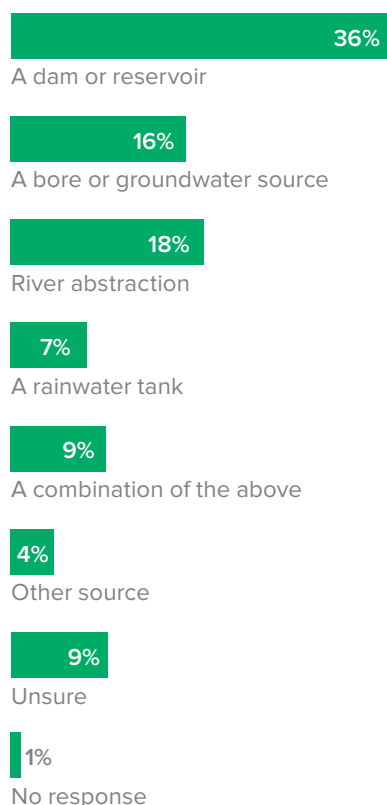 36%
A dam or reservoir
16%
A bore or groundwater source
18%
River abstraction
7%
A rainwater tank
9%
A combination of the above
4%
Other source
9%
Unsure
1%
No response